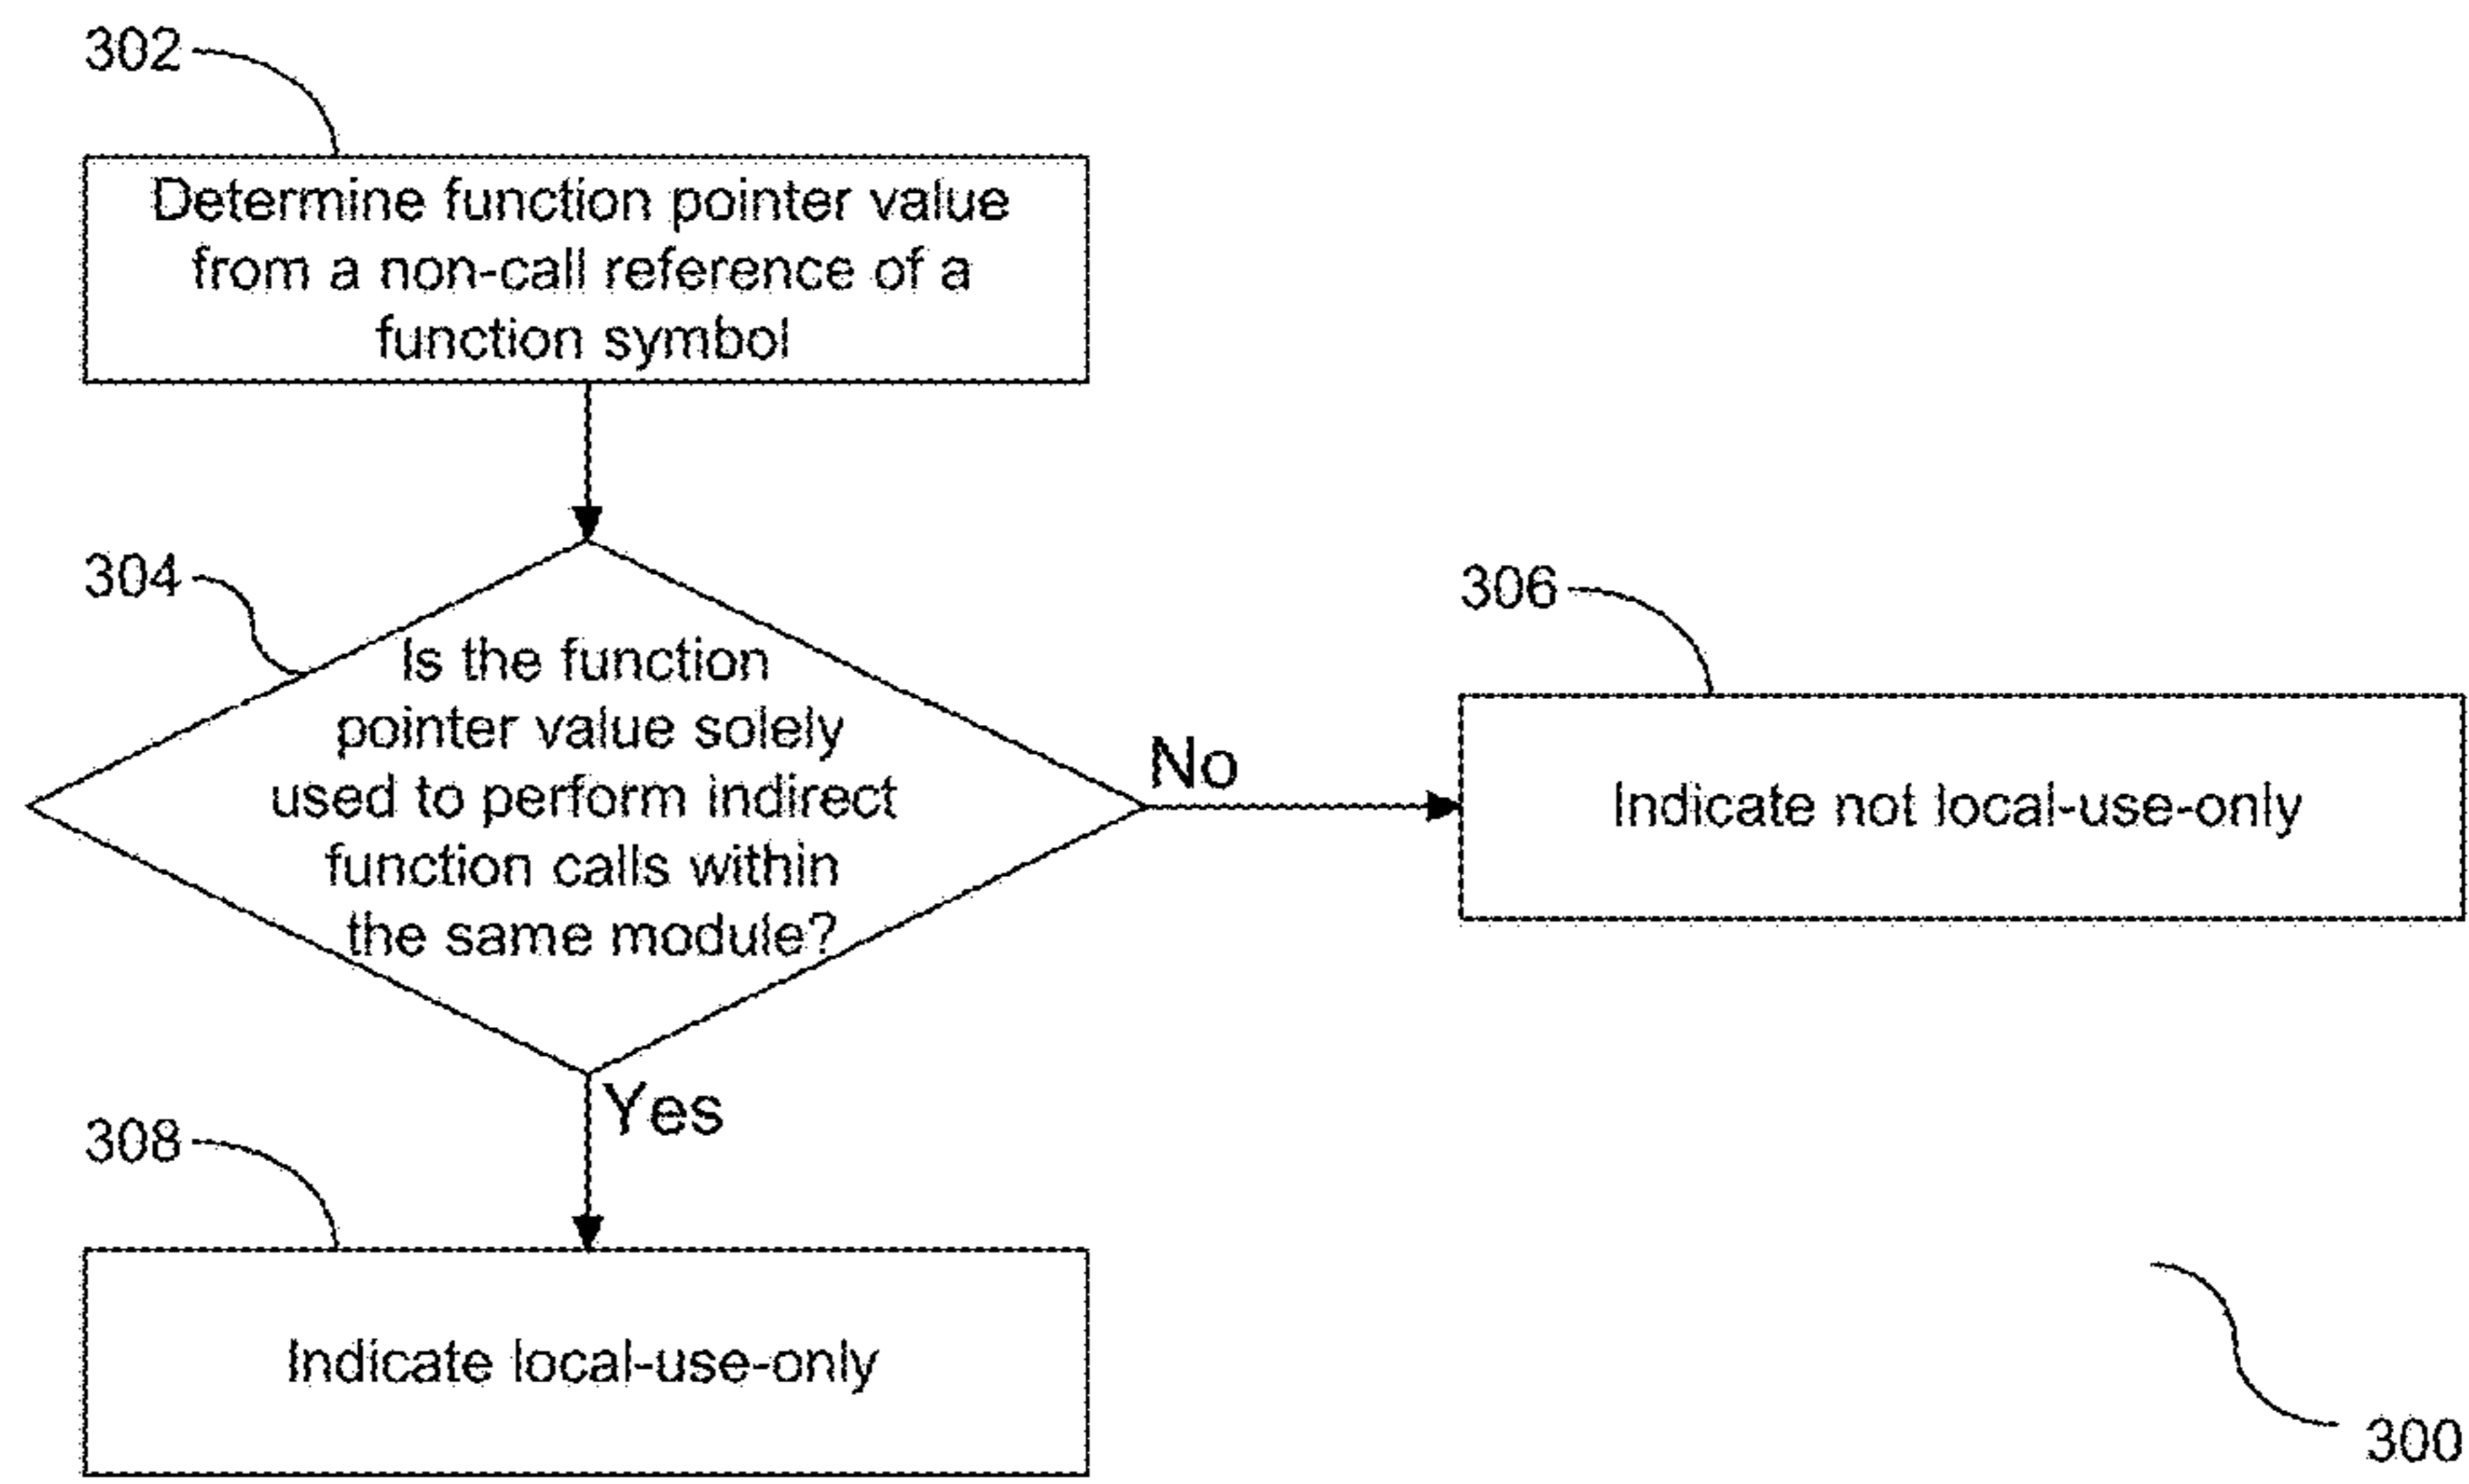 302
Determine function pointer value
from a non-call reference of a
function symbol
304
Is the function
pointer value solely
used to perform indirect
function calls within
the same module?
No
306
Indicate not local-use-only
Yes
308
Indicate local-use-only
300